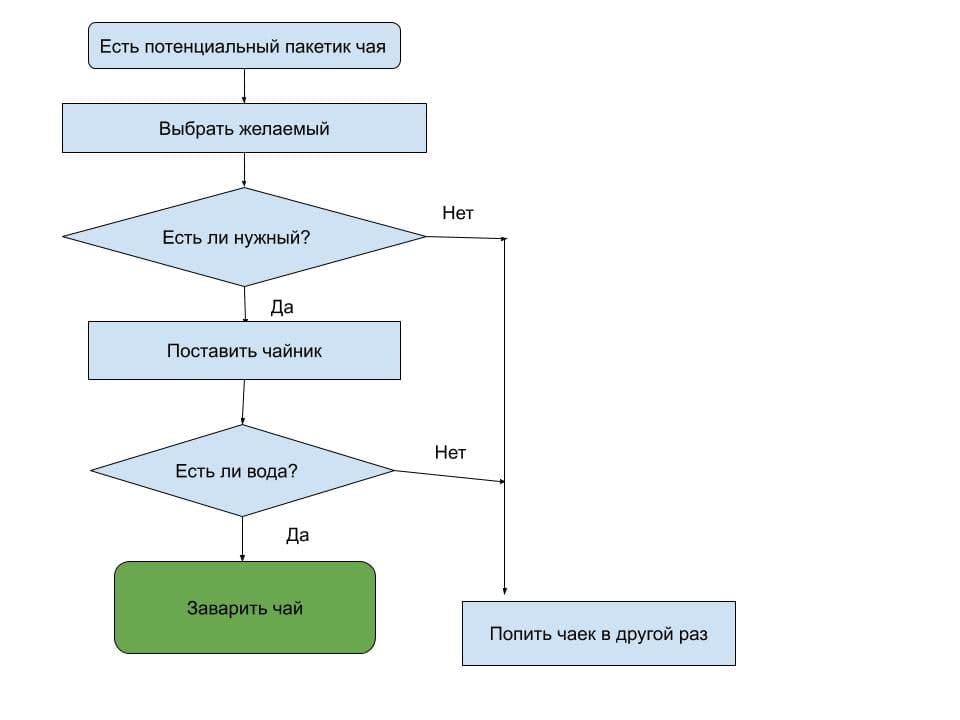 Есть потенциальный пакетик чая
Выбрать желаемый
Нет
Есть ли нужный?
Да
Поставить чайник
Нет
Есть ли вода?
Да
Заварить чай
Попить чаек в другой раз